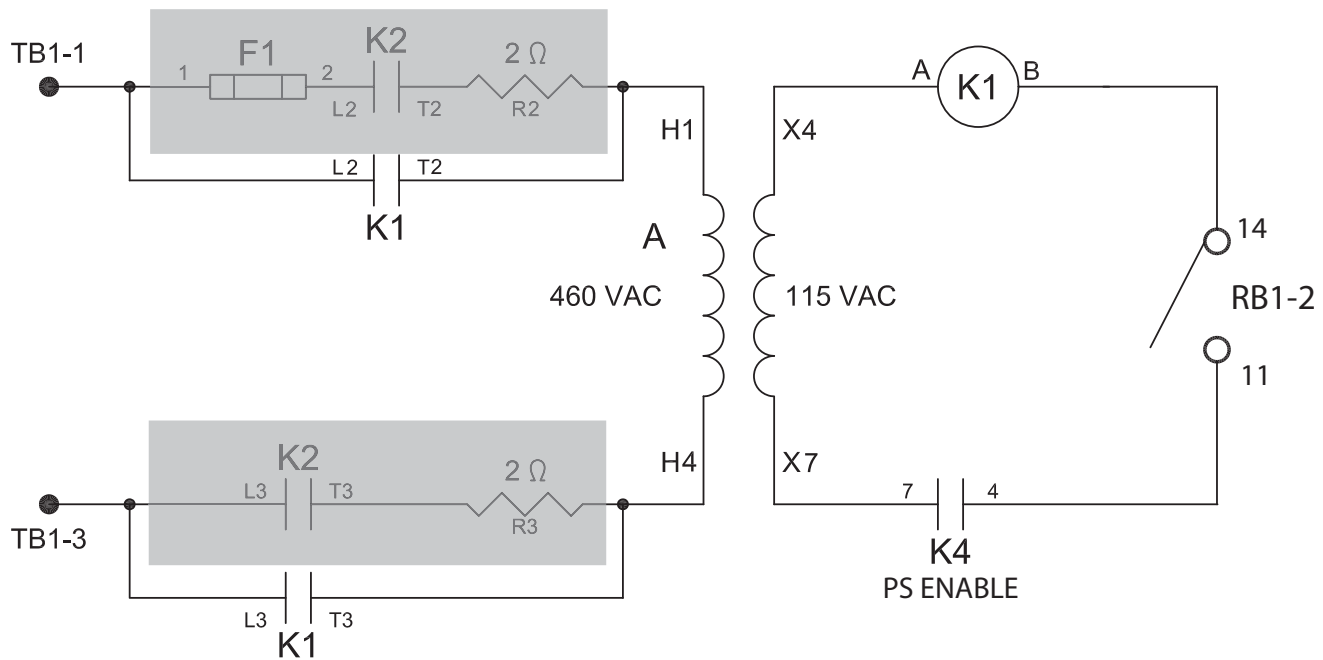 TB1-1
F1
K2
2 Ω
1
2
L2
T2
R2
L2
T2
K1
H1
X4
A
K1
B
A
460 VAC
115 VAC
14
RB1-2
11
H4
X7
7
4
K4
PS ENABLE
K2
2 Ω
L3
T3
R3
TB1-3
L3
T3
K1